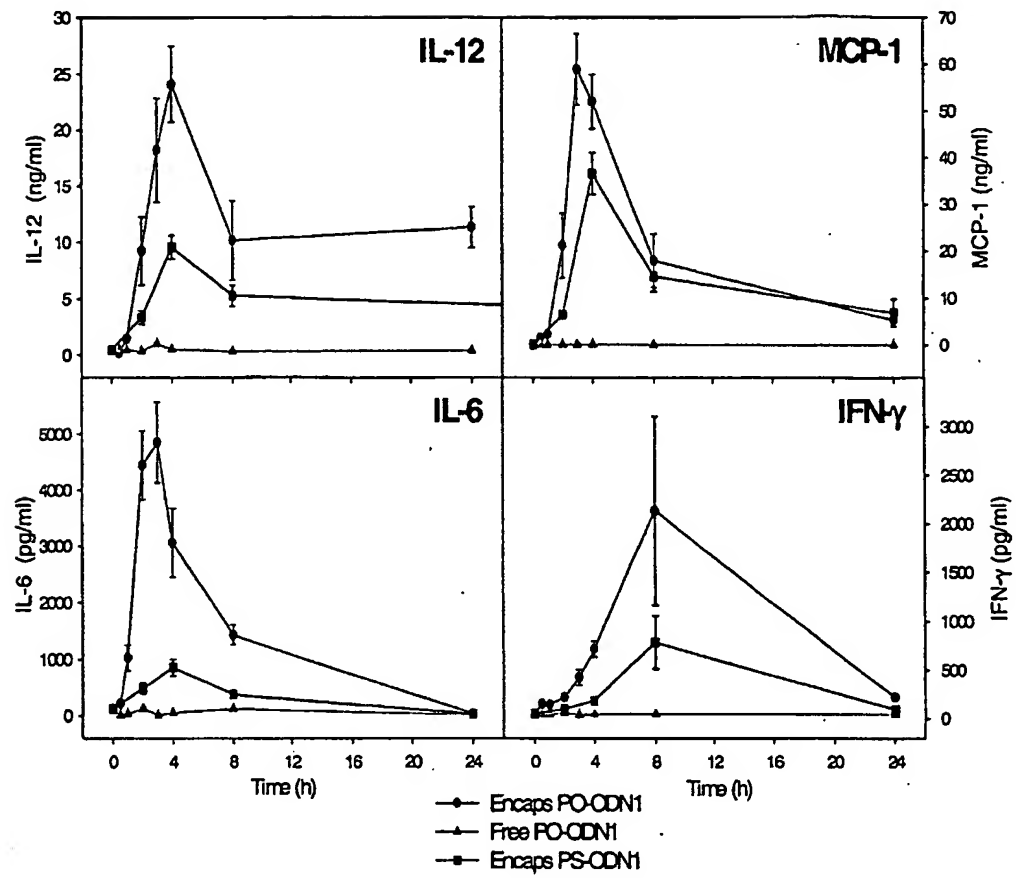 30
25
20
15
10
5
0
IL-12 (ng/ml)
IL-12
70
60
50
40
30
20
10
0
MCP-1 (ng/ml)
MCP-1
5000
4000
3000
2000
1000
0
IL-6 (pg/ml)
IL-6
3000
2500
2000
1500
1000
500
0
IFN-γ (pg/ml)
IFN-γ
0 4 8 12 16 20 24
Time (h)
0 4 8 12 16 20 24
Time (h)
Encaps PO-ODN1
Free PO-ODN1
Encaps PS-ODN1